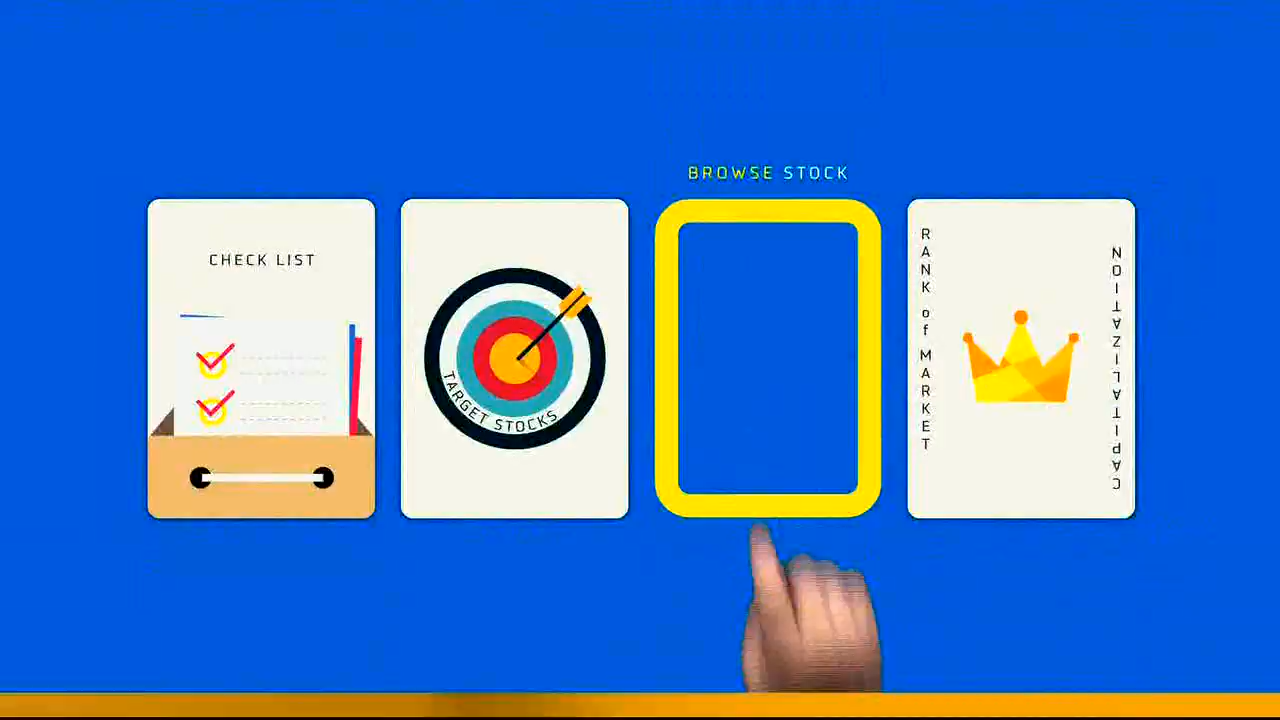 BROWSE STOCK
CHECK LIST
TARGET STOCKS
RANK of MARKET
CAPITALIZATION